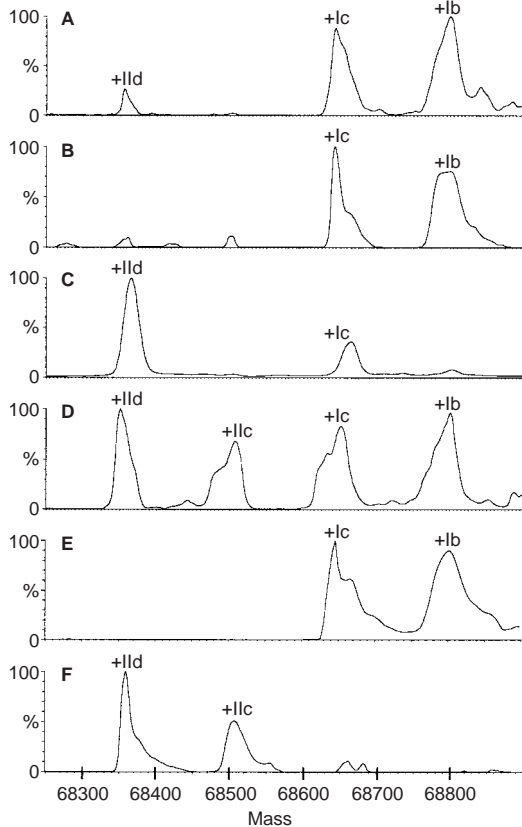 100 A +IId +Ic +Ib
%
0
B +Ic +Ib
100
%
0
100 C +IId +Ic
%
0
100 D +IId +IIc +Ic +Ib
%
0
100 E +Ic +Ib
%
0
100 F +IId +IIc
%
0
68300 68400 68500 68600 68700 68800
Mass